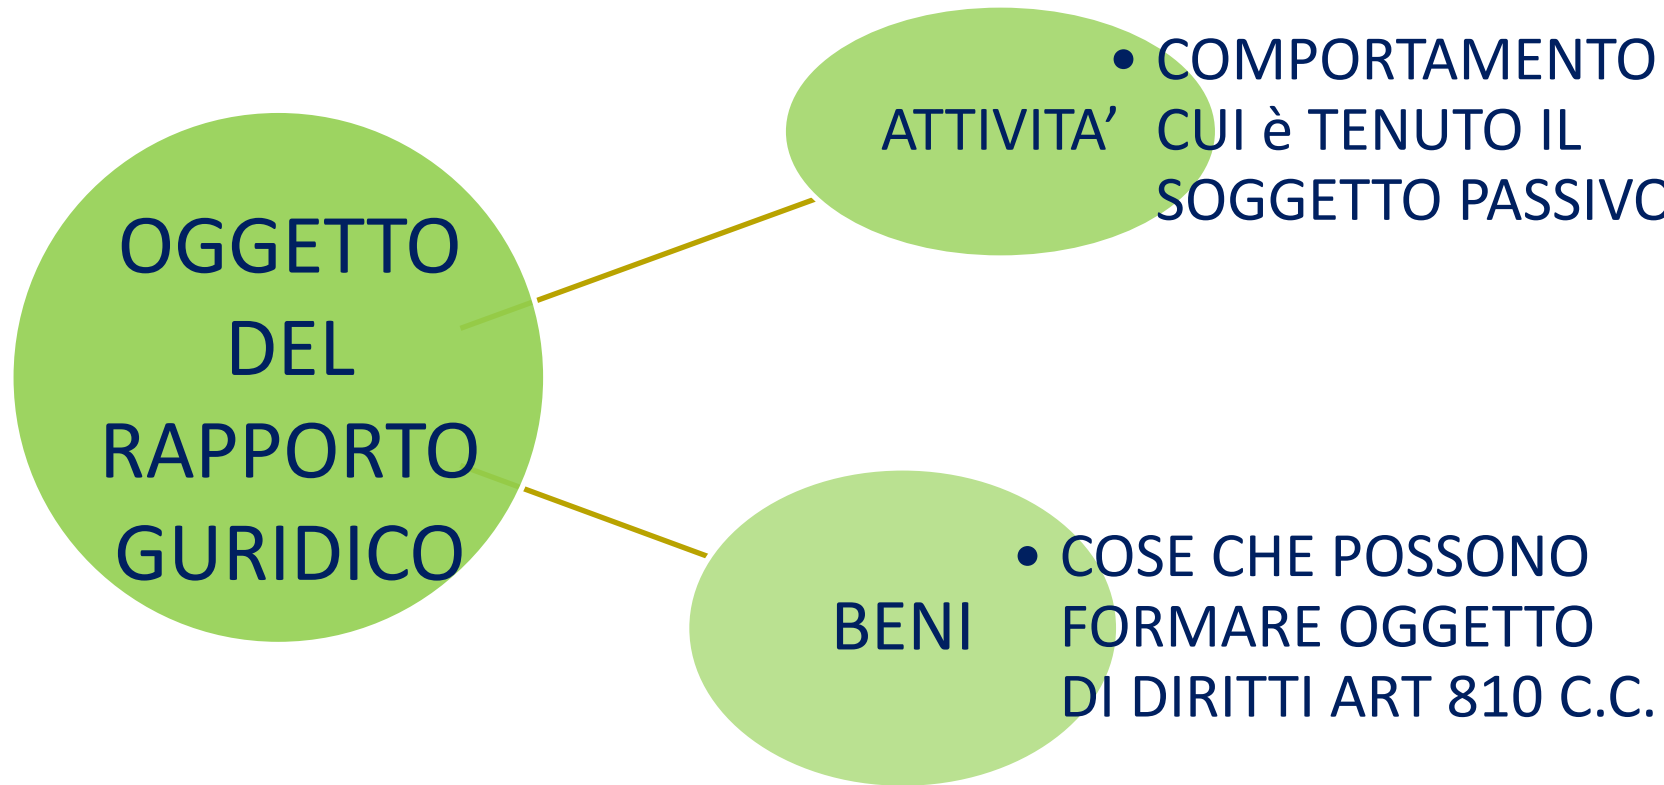 OGGETTO
DEL
RAPPORTO
GURIDICO
ATTIVITA’
• COMPORTAMENTO
CUI è TENUTO IL
SOGGETTO PASSIVO
BENI
• COSE CHE POSSONO
FORMARE OGGETTO
DI DIRITTI ART 810 C.C.